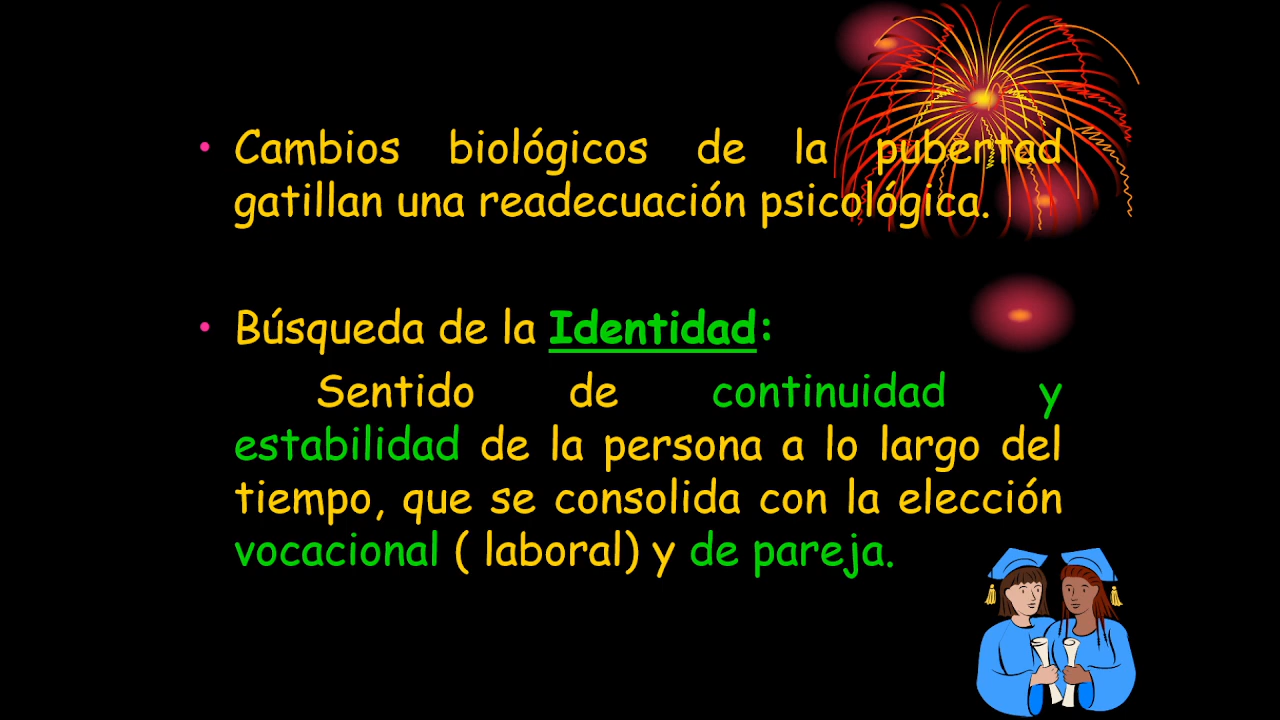 • Cambios biológicos de la pubertad
gatillan una readecuación psicológica.
• Búsqueda de la Identidad:
Sentido de continuidad y
estabilidad de la persona a lo largo del
tiempo, que se consolida con la elección
vocacional ( laboral) y de pareja.